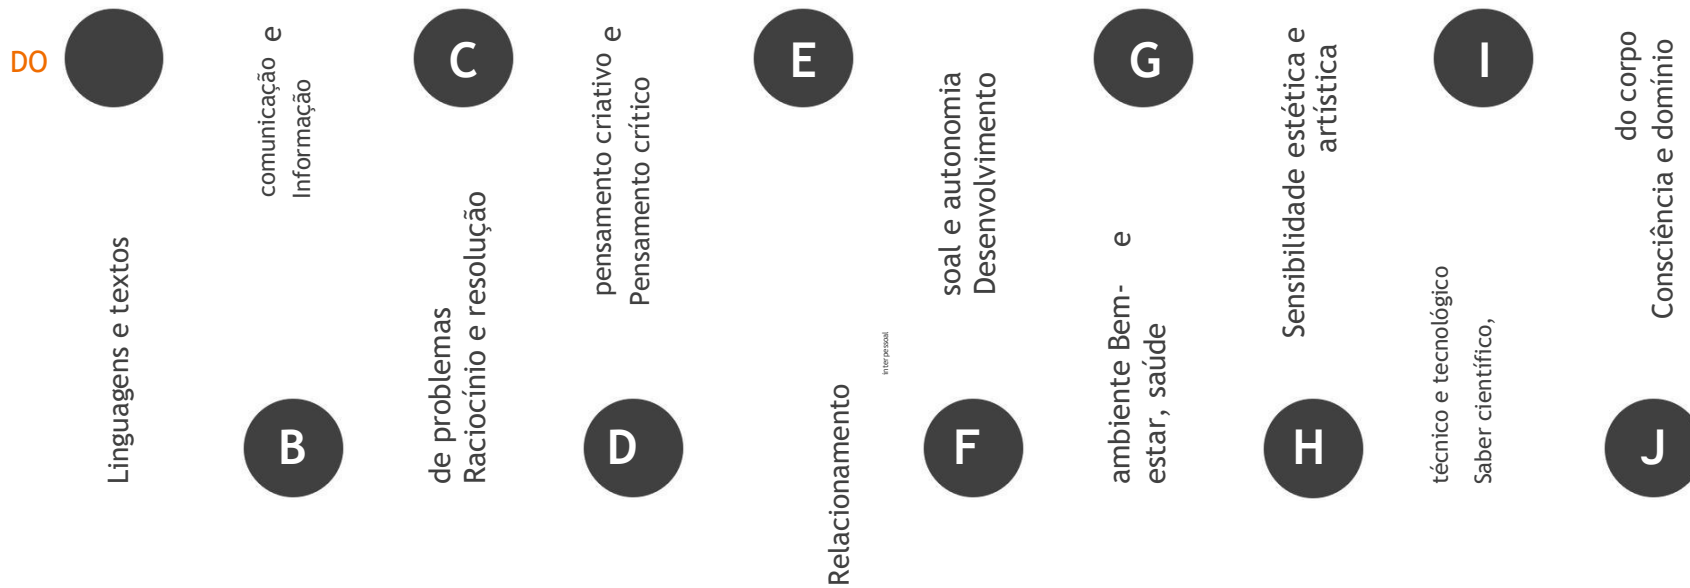 DO
Linguagens e textos
B
comunicação e
Informação
C
de problemas
Raciocínio e resolução
D
pensamento criativo e
Pensamento crítico
E
Relacionamento
interpessoal
F
soal e autonomia
Desenvolvimento
G
ambiente Bem- e
estar, saúde
H
Sensibilidade estética e
artística
I
técnico e tecnológico
Saber científico,
J
do corpo
Consciência e domínio